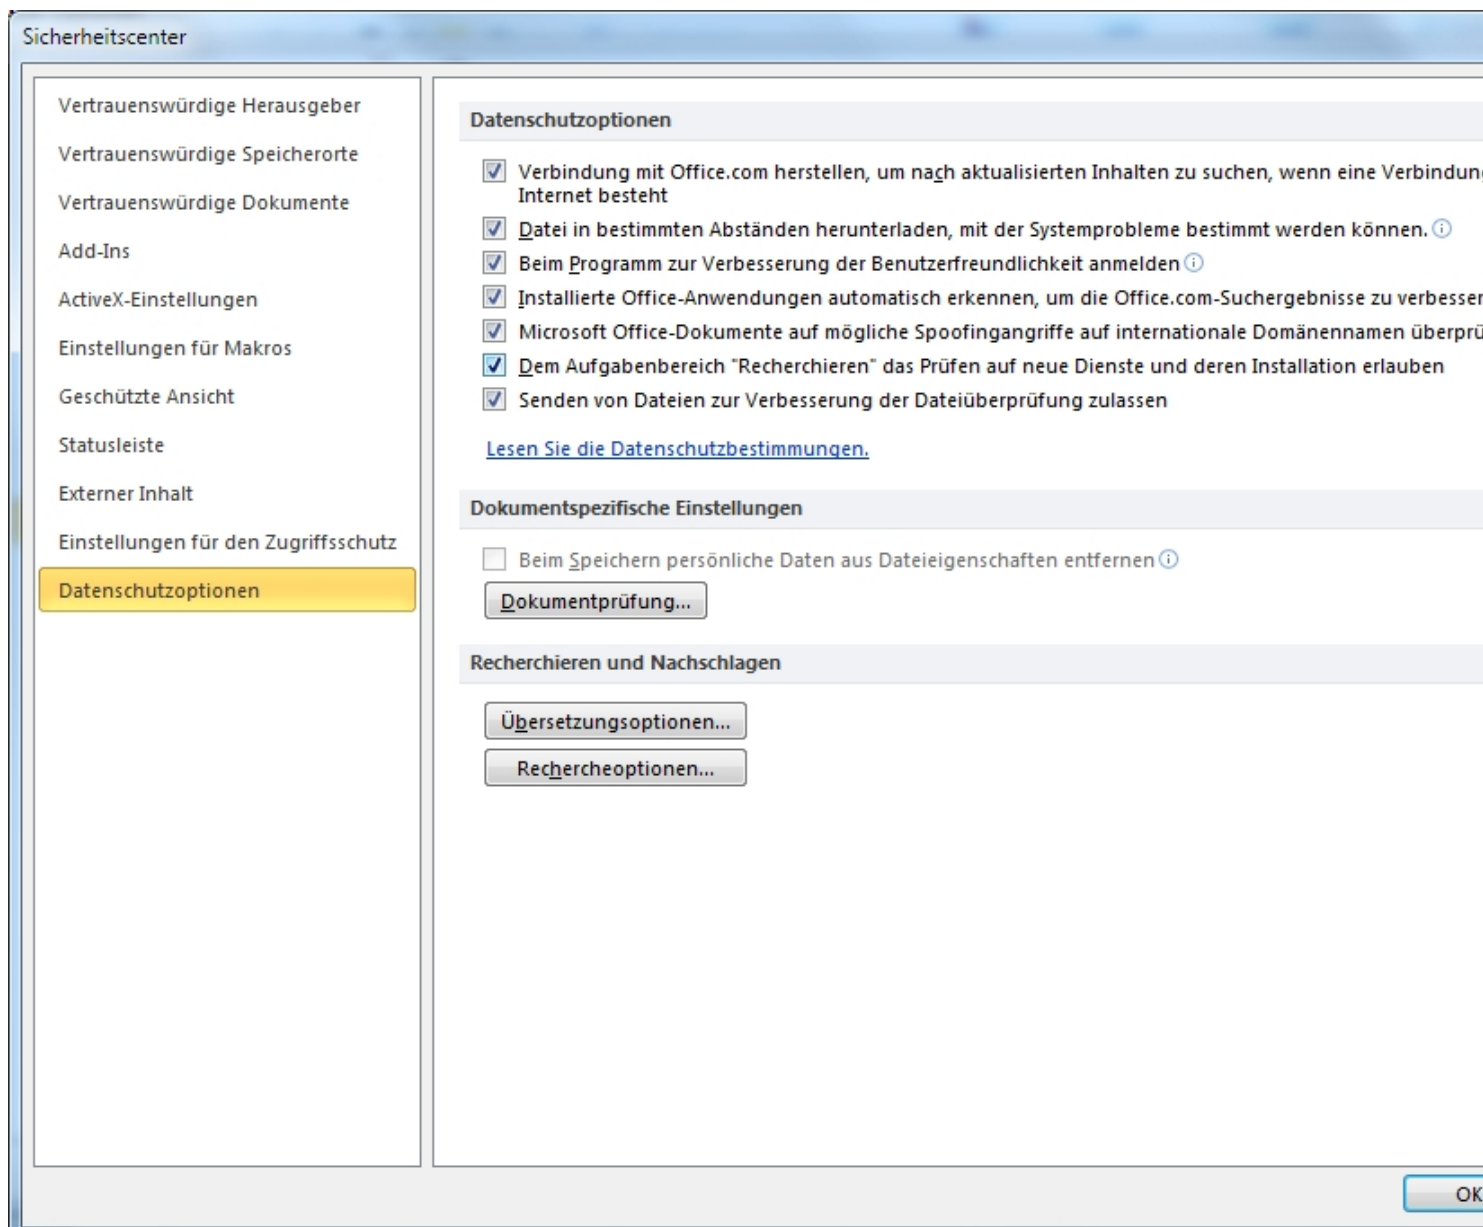 Sicherheitscenter
Vertrauenswürdige Herausgeber
Vertrauenswürdige Speicherorte
Vertrauenswürdige Dokumente
Add-Ins
ActiveX-Einstellungen
Einstellungen für Makros
Geschützte Ansicht
Statusleiste
Externer Inhalt
Einstellungen für den Zugriffsschutz
Datenschutzoptionen
Datenschutzoptionen
Verbindung mit Office.com herstellen, um nach aktualisierten Inhalten zu suchen, wenn eine Verbindung
Internet besteht
Datei in bestimmten Abständen herunterladen, mit der Systemprobleme bestimmt werden können.
Beim Programm zur Verbesserung der Benutzerfreundlichkeit anmelden
Installierte Office-Anwendungen automatisch erkennen, um die Office.com-Suchergebnisse zu verbesser
Microsoft Office-Dokumente auf mögliche Spoofingangriffe auf internationale Domänennamen überprü
Dem Aufgabenbereich "Recherchieren" das Prüfen auf neue Dienste und deren Installation erlauben
Senden von Dateien zur Verbesserung der Dateiüberprüfung zulassen
Lesen Sie die Datenschutzbestimmungen.
Dokumentspezifische Einstellungen
Beim Speichern persönliche Daten aus Dateieigenschaften entfernen
Dokumentprüfung...
Recherchieren und Nachschlagen
Übersetzungsoptionen...
Rechercheoptionen...
OK